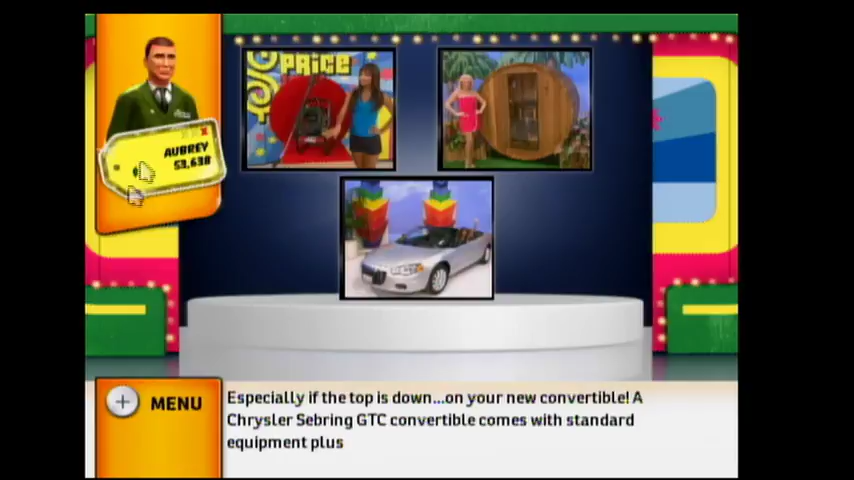 PRICE
AUBREY
53,638
MENU
Especially if the top is down...on your new convertible! A
Chrysler Sebring GTC convertible comes with standard
equipment plus